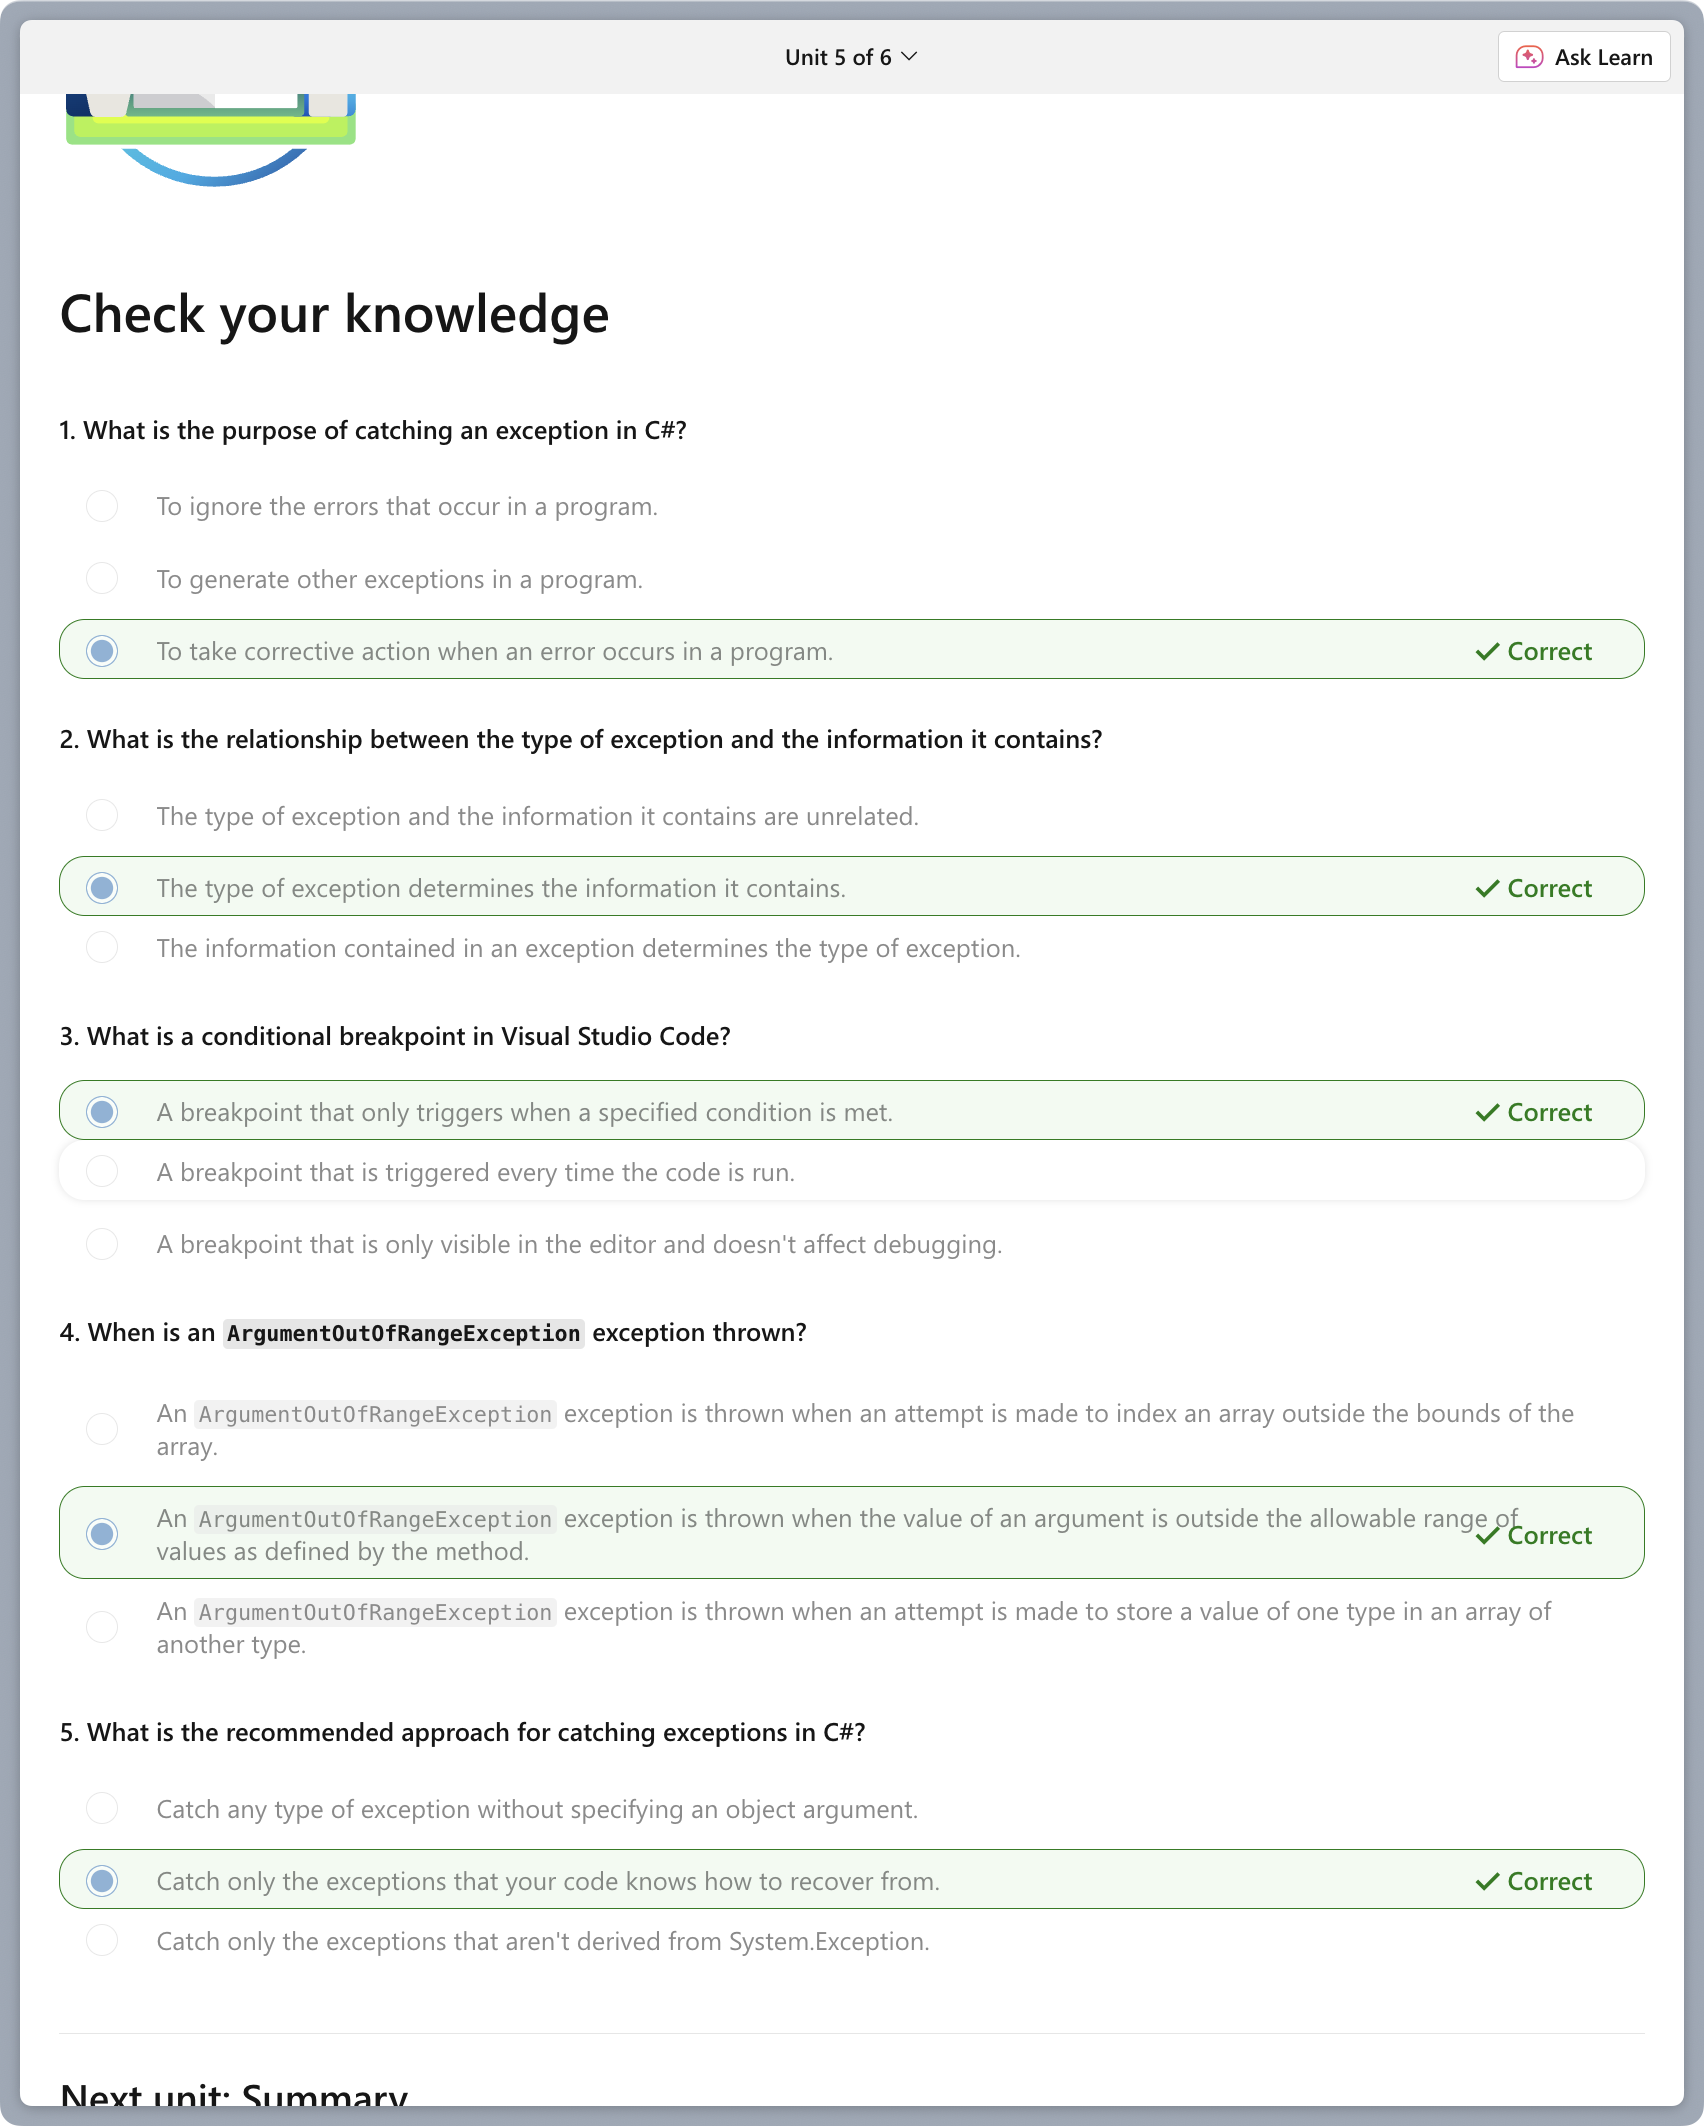 Unit 5 of 6
Ask Learn
Check your knowledge
1. What is the purpose of catching an exception in C#?
To ignore the errors that occur in a program.
To generate other exceptions in a program.
To take corrective action when an error occurs in a program.
Correct
2. What is the relationship between the type of exception and the information it contains?
The type of exception and the information it contains are unrelated.
The type of exception determines the information it contains.
Correct
The information contained in an exception determines the type of exception.
3. What is a conditional breakpoint in Visual Studio Code?
A breakpoint that only triggers when a specified condition is met.
Correct
A breakpoint that is triggered every time the code is run.
A breakpoint that is only visible in the editor and doesn't affect debugging.
4. When is an ArgumentOutOfRangeException exception thrown?
An ArgumentOutOfRangeException exception is thrown when an attempt is made to index an array outside the bounds of the
array.
An ArgumentOutOfRangeException exception is thrown when the value of an argument is outside the allowable range of
values as defined by the method.
Correct
An ArgumentOutOfRangeException exception is thrown when an attempt is made to store a value of one type in an array of
another type.
5. What is the recommended approach for catching exceptions in C#?
Catch any type of exception without specifying an object argument.
Catch only the exceptions that your code knows how to recover from.
Correct
Catch only the exceptions that aren't derived from System.Exception.
Next unit: Summary